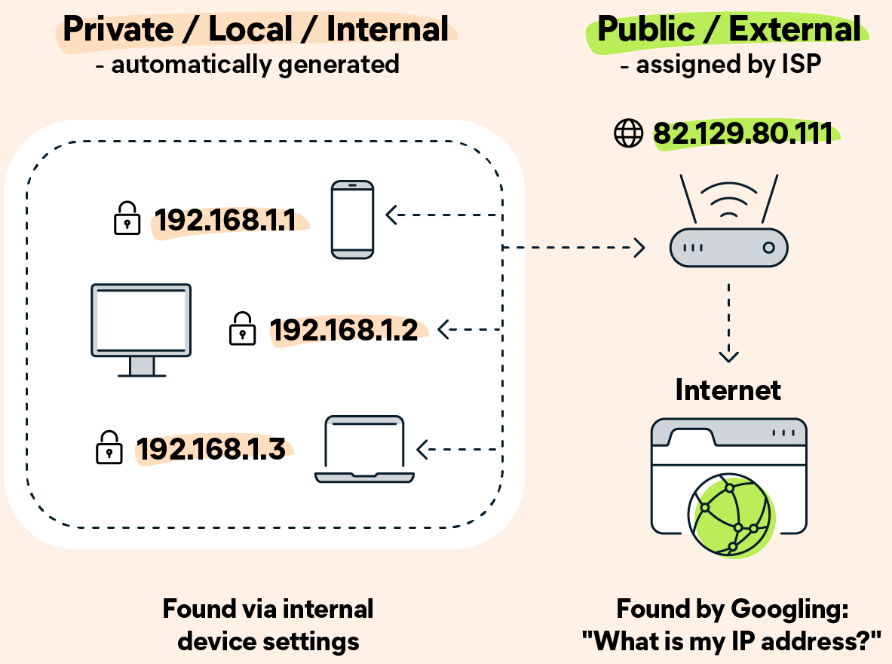 Private / Local / Internal
- automatically generated
Public / External
- assigned by ISP
82.129.80.111
192.168.1.1
192.168.1.2
192.168.1.3
Internet
Found via internal
device settings
Found by Googling:
"What is my IP address?"